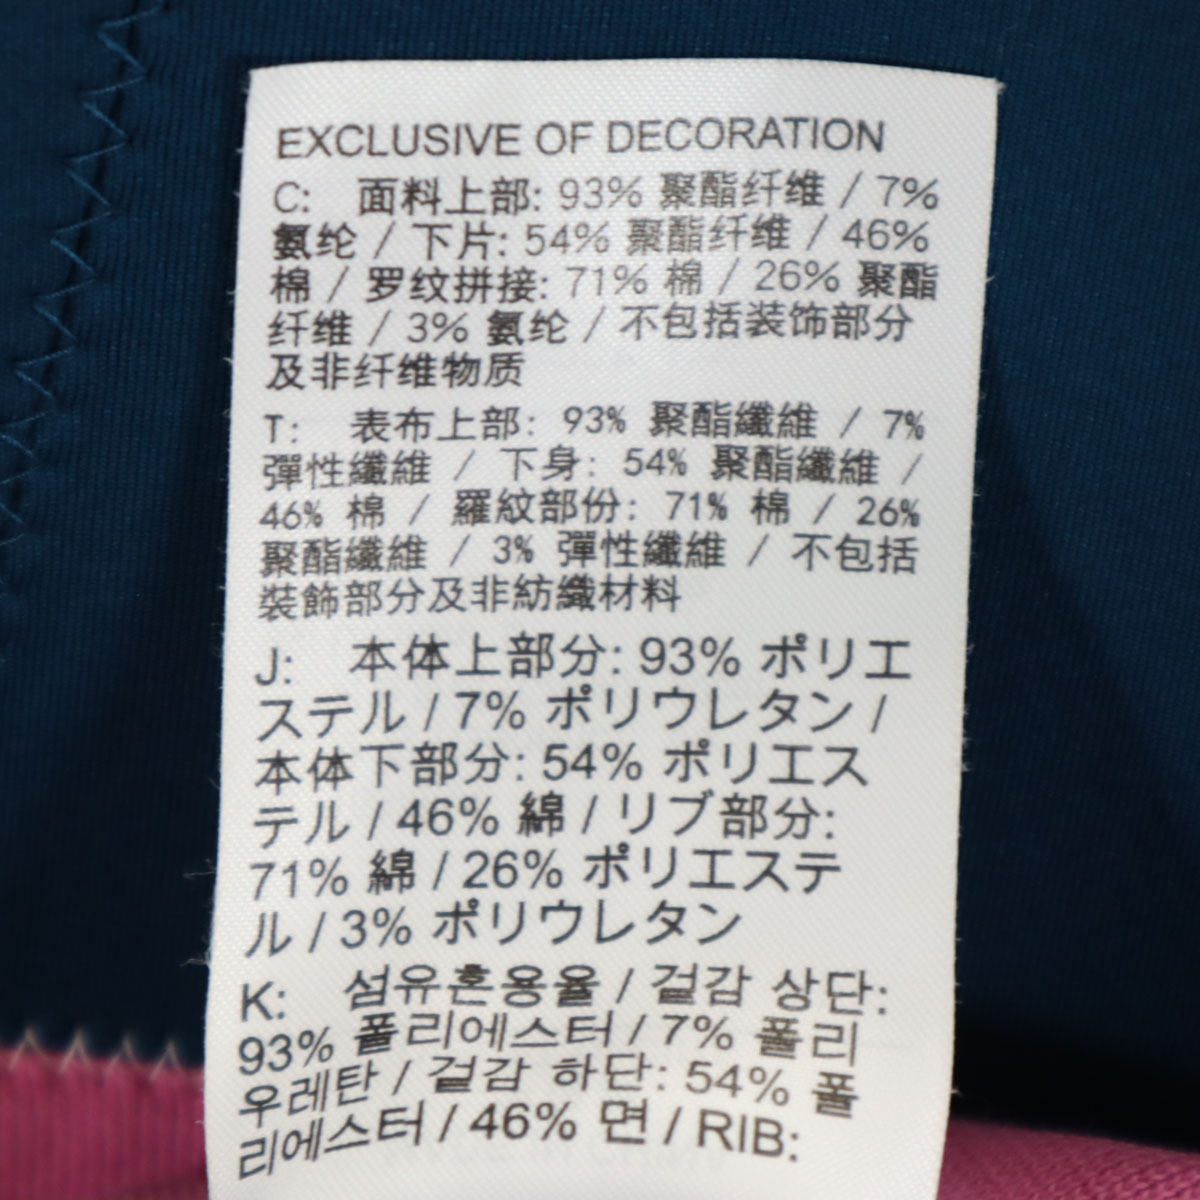 EXCLUSIVE OF DECORATION
C: 面料上部: 93% 聚酯纤维 / 7%
氨纶 / 下片: 54% 聚酯纤维 / 46%
棉 / 罗纹拼接: 71% 棉 / 26% 聚酯
纤维 / 3% 氨纶 / 不包括装饰部分
及非纤维物质
T: 表布上部: 93% 聚酯纖維 / 7%
彈性纖維 / 下身: 54% 聚酯纖維 /
46% 棉 / 羅紋部份: 71% 棉 / 26%
聚酯纖維 / 3% 彈性纖維 / 不包括
裝飾部分及非紡織材料
J: 本体上部分: 93% ポリエ
ステル / 7% ポリウレタン /
本体下部分: 54% ポリエス
テル / 46% 綿 / リブ部分:
71% 綿 / 26% ポリエステ
ル / 3% ポリウレタン
K: 섬유혼용율 / 겉감 상단:
93% 폴리에스터 / 7% 폴리
우레탄 / 겉감 하단: 54% 폴
리에스터 / 46% 면 / RIB: